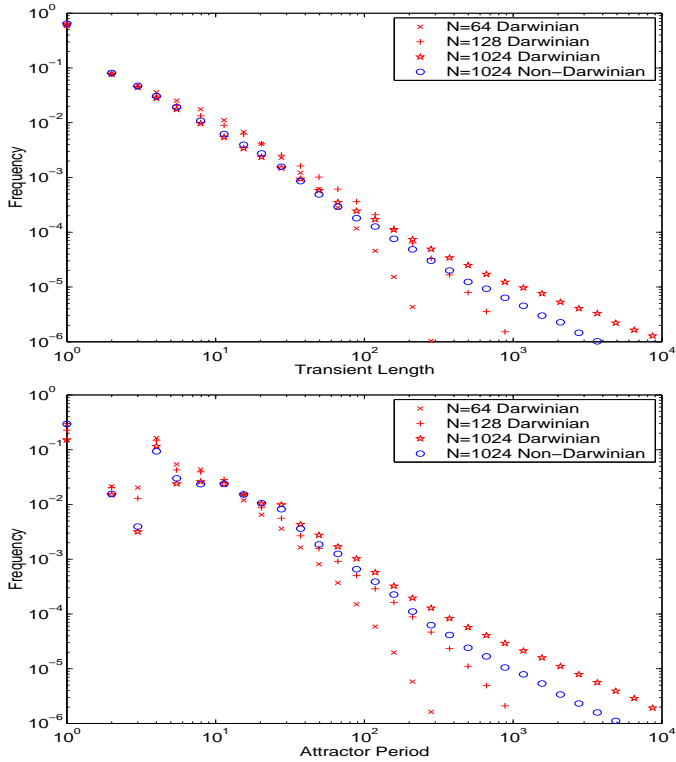 N=64 Darwinian
N=128 Darwinian
N=1024 Darwinian
N=1024 Non-Darwinian
10^-1
10^-2
10^-3
10^-4
10^-5
10^-6
Frequency
10^0
10^1
10^2
10^3
10^4
Transient Length
N=64 Darwinian
N=128 Darwinian
N=1024 Darwinian
N=1024 Non-Darwinian
10^0
10^-1
10^-2
10^-3
10^-4
10^-5
10^-6
Frequency
10^0
10^1
10^2
10^3
10^4
Attractor Period